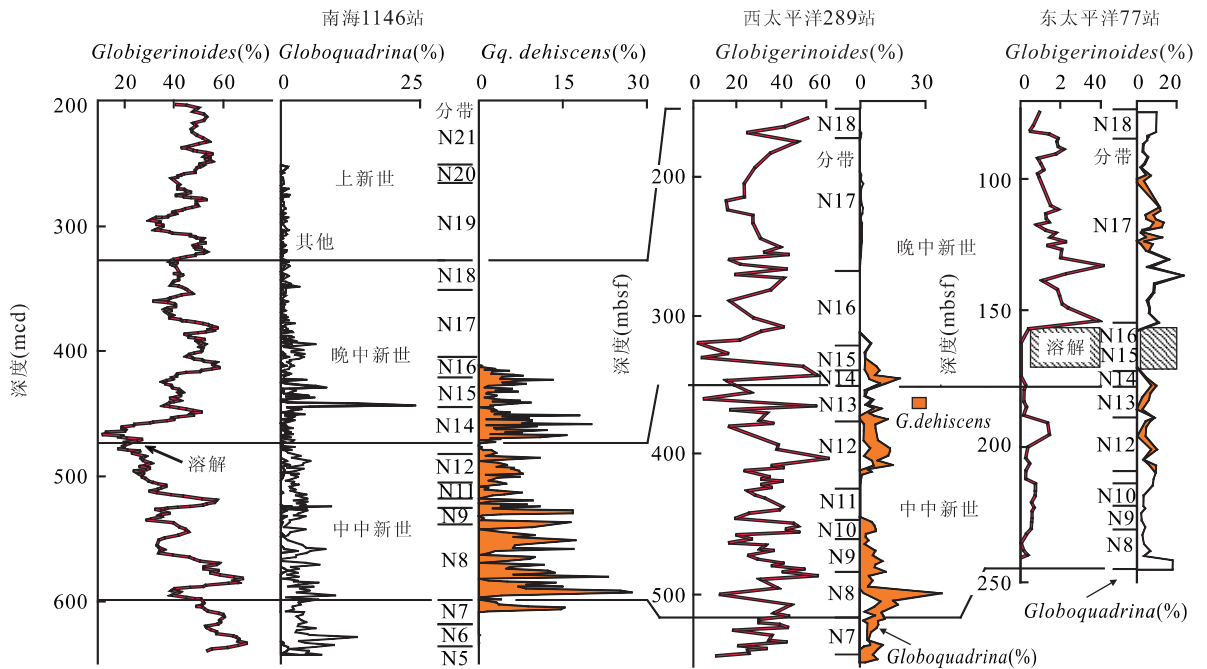 南海1146站
西太平洋289站
东太平洋77站
Globigerinoides(%)
Globoquadrina(%)
Gq. dehiscens(%)
Globigerinoides(%)
Globigerinoides(%)
20 40 60
0 25
0 15 30
0 20 40 60
0 30
0 20 40
0 20
深度(mcd)
200
300
400
500
600
上新世
其他
晚中新世
中中新世
溶解
分带
N21
N20
N19
N18
N17
N16
N15
N14
N12
N11
N9
N8
N7
N6
N5
深度(mbsf)
200
300
400
500
N18
分带
N17
N16
N15
N14
N13
N12
N11
N10
N9
N8
N7
G.dehiscens
Globoquadrina(%)
晚中新世
中中新世
深度(mbsf)
100
150
200
250
溶解
N18
分带
N17
N16
N15
N14
N13
N12
N10
N9
N8
Globoquadrina(%)